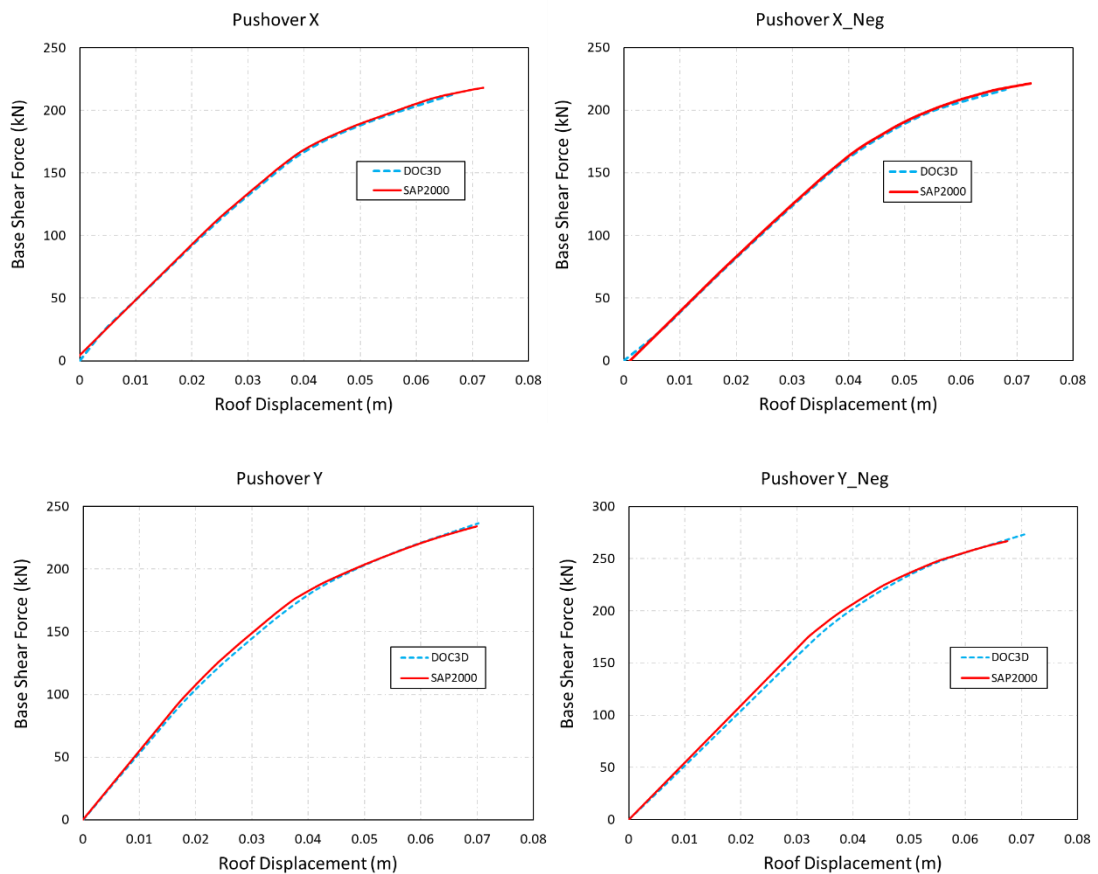 Pushover X
Base Shear Force (kN)
250
200
150
100
50
0
DOC3D
SAP2000
0 0.01 0.02 0.03 0.04 0.05 0.06 0.07 0.08
Roof Displacement (m)
Pushover X_Neg
Base Shear Force (kN)
250
200
150
100
50
0
DOC3D
SAP2000
0 0.01 0.02 0.03 0.04 0.05 0.06 0.07 0.08
Roof Displacement (m)
Pushover Y
Base Shear Force (kN)
250
200
150
100
50
0
DOC3D
SAP2000
0 0.01 0.02 0.03 0.04 0.05 0.06 0.07 0.08
Roof Displacement (m)
Pushover Y_Neg
Base Shear Force (kN)
300
250
200
150
100
50
0
DOC3D
SAP2000
0 0.01 0.02 0.03 0.04 0.05 0.06 0.07 0.08
Roof Displacement (m)